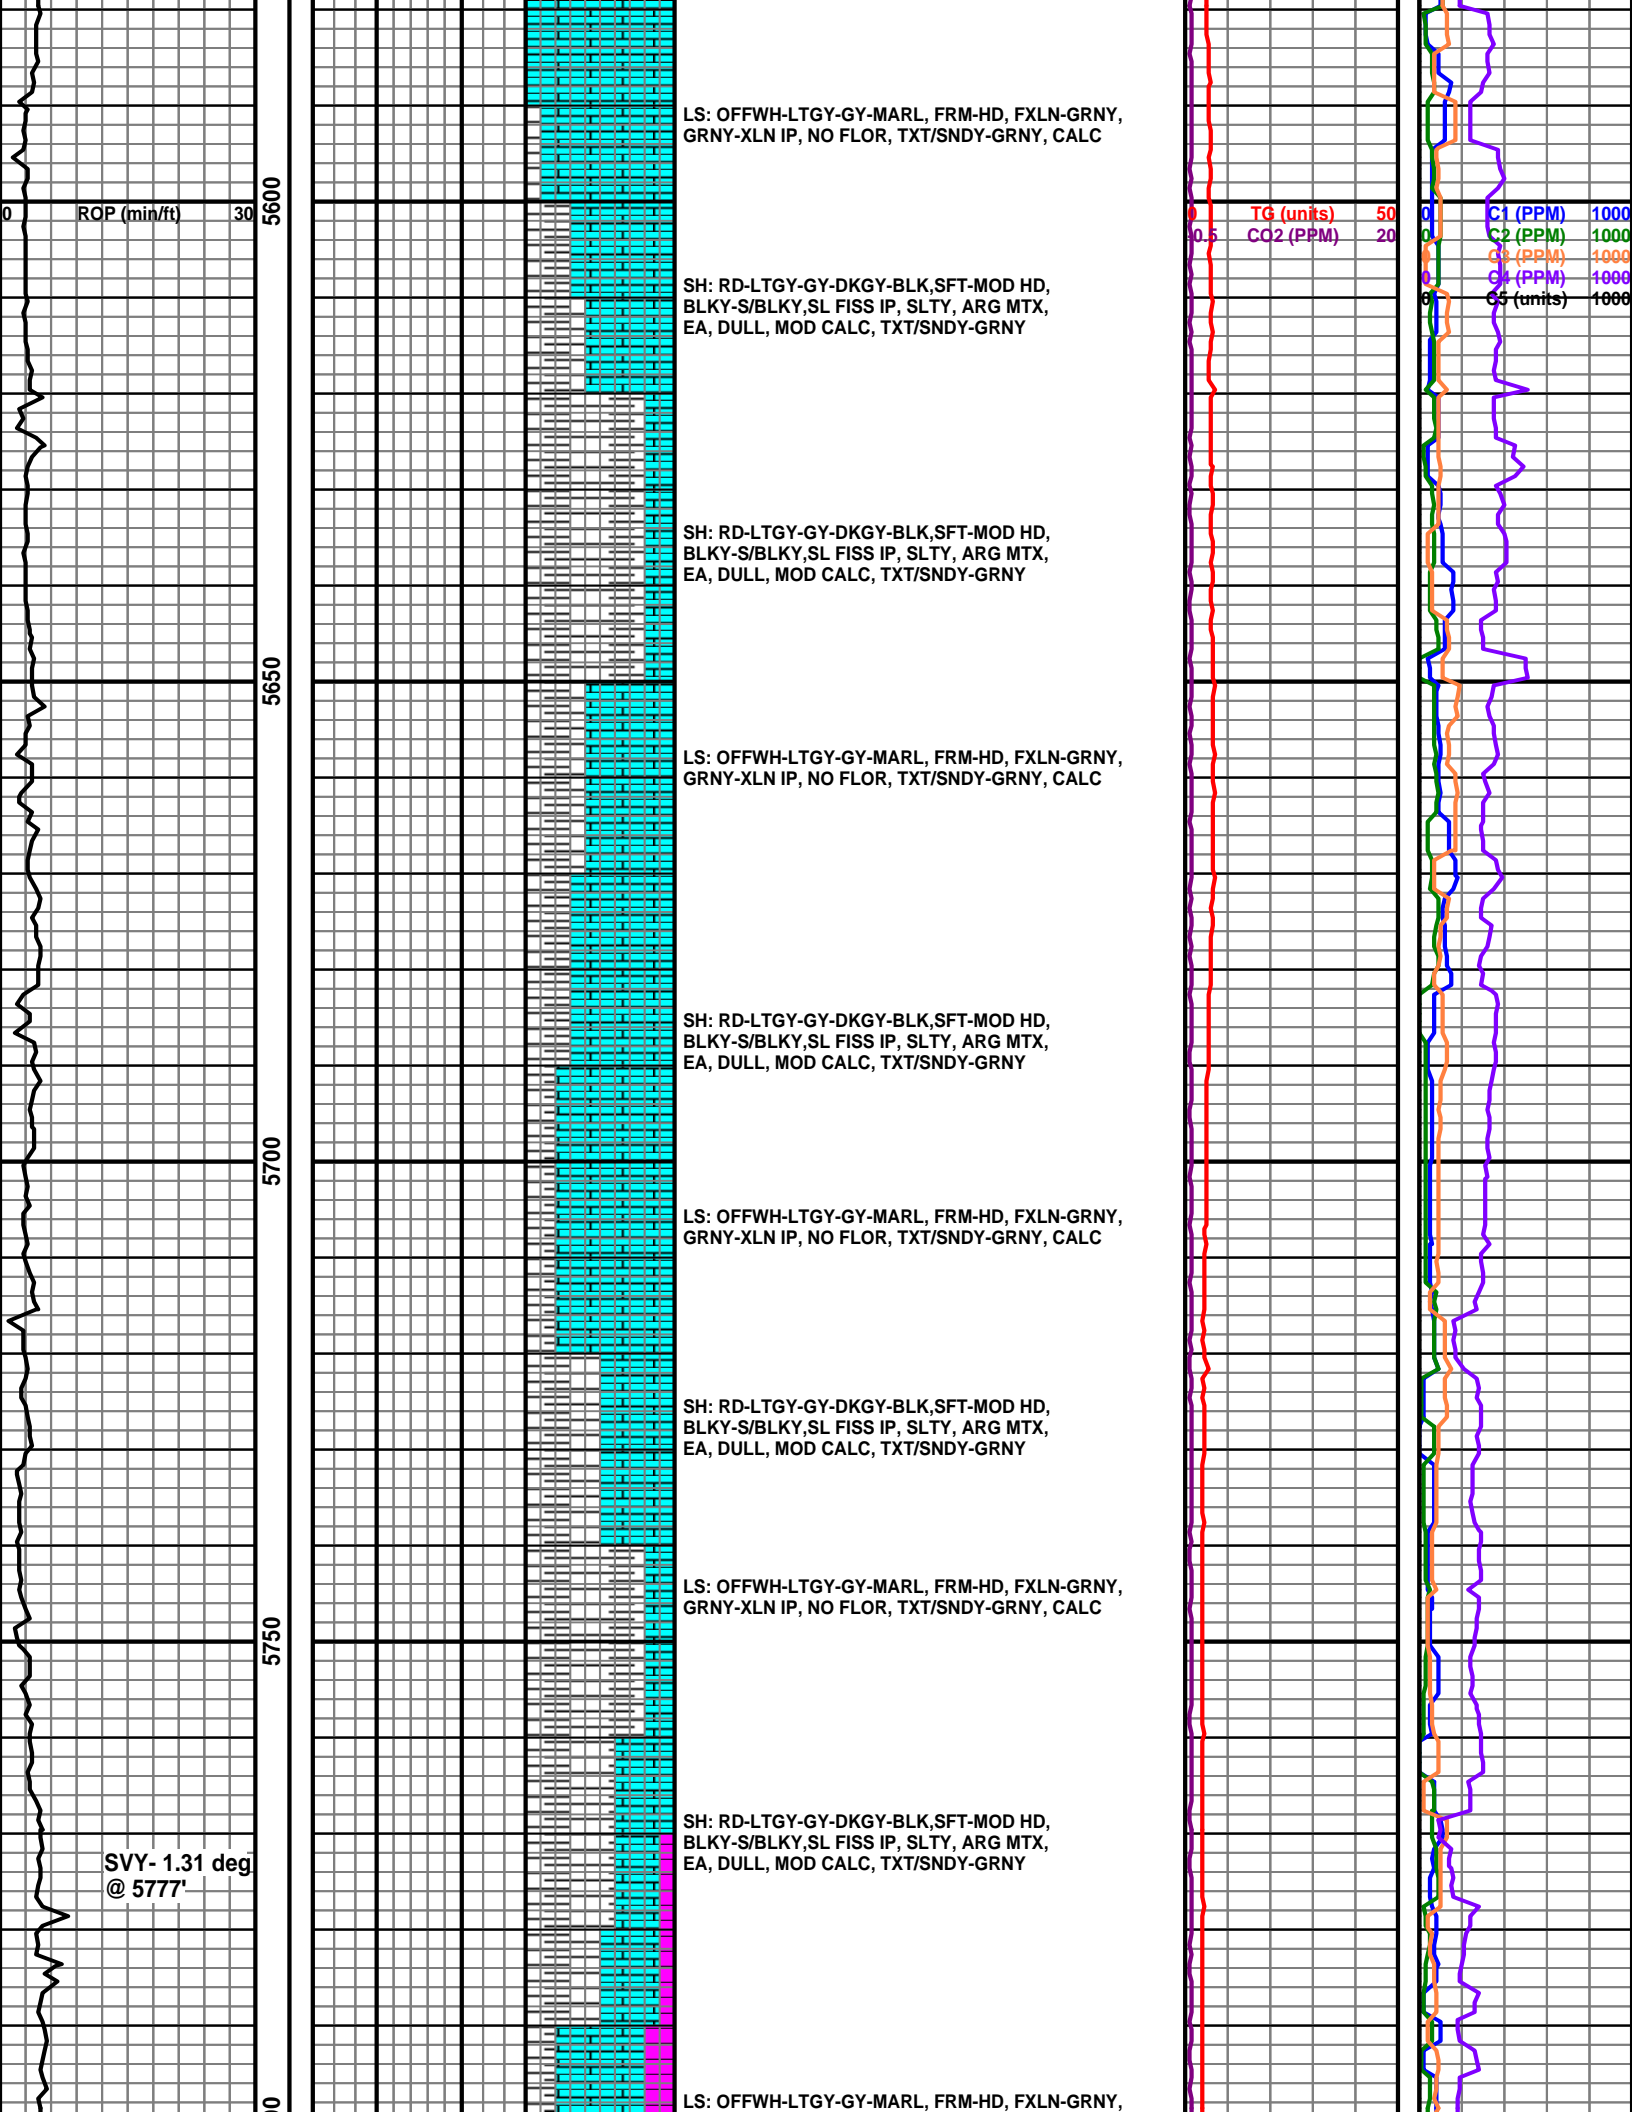 LS: OFFWH-LTGY-GY-MARL, FRM-HD, FXLN-GRNY,
GRNY-XLN IP, NO FLOR, TXT/SNDY-GRNY, CALC
5600
0 ROP (min/ft) 30
0 TG (units) 50
0.5 CO2 (PPM) 20
0 C1 (PPM) 1000
0 C2 (PPM) 1000
0 C3 (PPM) 1000
0 C4 (PPM) 1000
0 C5 (units) 1000
SH: RD-LTGY-GY-DKGY-BLK,SFT-MOD HD,
BLKY-S/BLKY,SL FISS IP, SLTY, ARG MTX,
EA, DULL, MOD CALC, TXT/SNDY-GRNY
SH: RD-LTGY-GY-DKGY-BLK,SFT-MOD HD,
BLKY-S/BLKY,SL FISS IP, SLTY, ARG MTX,
EA, DULL, MOD CALC, TXT/SNDY-GRNY
5650
LS: OFFWH-LTGY-GY-MARL, FRM-HD, FXLN-GRNY,
GRNY-XLN IP, NO FLOR, TXT/SNDY-GRNY, CALC
SH: RD-LTGY-GY-DKGY-BLK,SFT-MOD HD,
BLKY-S/BLKY,SL FISS IP, SLTY, ARG MTX,
EA, DULL, MOD CALC, TXT/SNDY-GRNY
5700
LS: OFFWH-LTGY-GY-MARL, FRM-HD, FXLN-GRNY,
GRNY-XLN IP, NO FLOR, TXT/SNDY-GRNY, CALC
SH: RD-LTGY-GY-DKGY-BLK,SFT-MOD HD,
BLKY-S/BLKY,SL FISS IP, SLTY, ARG MTX,
EA, DULL, MOD CALC, TXT/SNDY-GRNY
LS: OFFWH-LTGY-GY-MARL, FRM-HD, FXLN-GRNY,
GRNY-XLN IP, NO FLOR, TXT/SNDY-GRNY, CALC
5750
SH: RD-LTGY-GY-DKGY-BLK,SFT-MOD HD,
BLKY-S/BLKY,SL FISS IP, SLTY, ARG MTX,
EA, DULL, MOD CALC, TXT/SNDY-GRNY
SVY- 1.31 deg
@ 5777'
LS: OFFWH-LTGY-GY-MARL, FRM-HD, FXLN-GRNY,